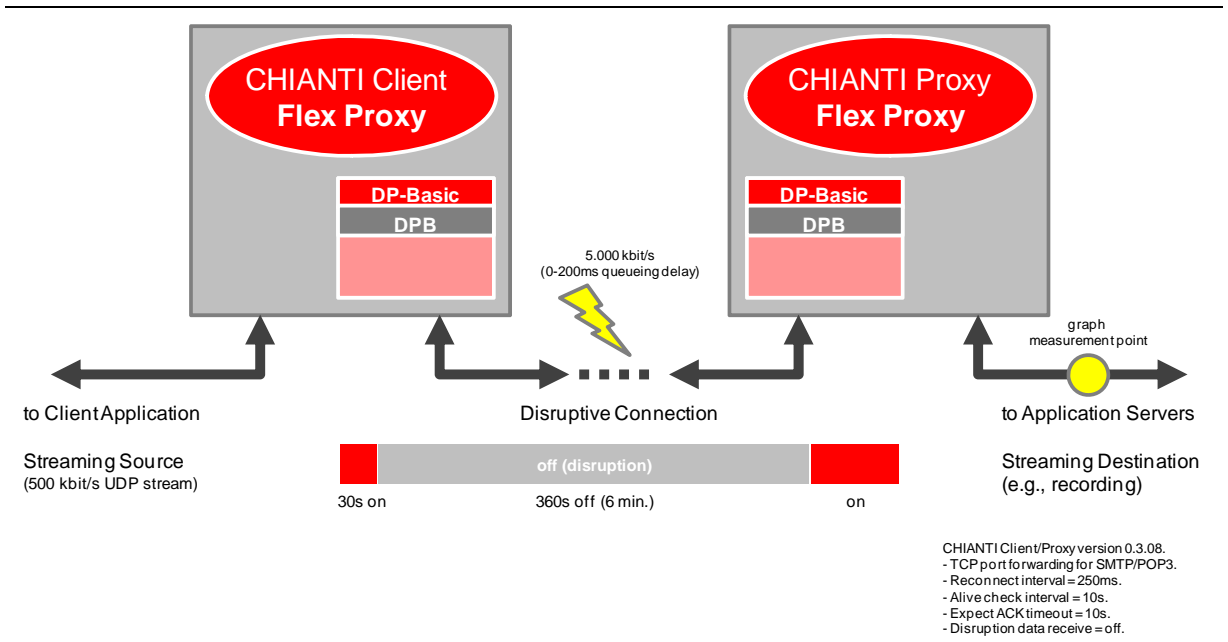 CHIANTI Client
Flex Proxy
CHIANTI Proxy
Flex Proxy
DP-Basic
DPB
DP-Basic
DPB
5.000 kbit/s
(0-200ms queueing delay)
graph
measurement point
to Client Application
Disruptive Connection
to Application Servers
Streaming Source
(500 kbit/s UDP stream)
off (disruption)
Streaming Destination
(e.g., recording)
30s on
360s off (6 min.)
on
CHIANTI Client/Proxy version 0.3.08.
- TCP port forwarding for SMTP/POP3.
- Reconnect interval = 250ms.
- Alive check interval = 10s.
- Expect ACK timeout = 10s.
- Disruption data receive = off.